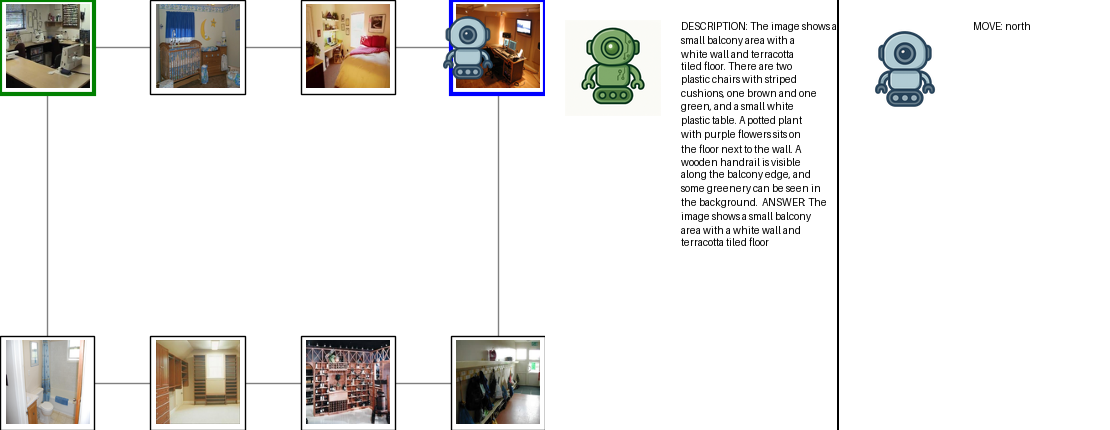 DESCRIPTION: The image shows a
small balcony area with a
white wall and terracotta
tiled floor. There are two
plastic chairs with striped
cushions, one brown and one
green, and a small white
plastic table. A potted plant
with purple flowers sits on
the floor next to the wall. A
wooden handrail is visible
along the balcony edge, and
some greenery can be seen in
the background.  ANSWER: The
image shows a small balcony
area with a white wall and
terracotta tiled floor
MOVE: north